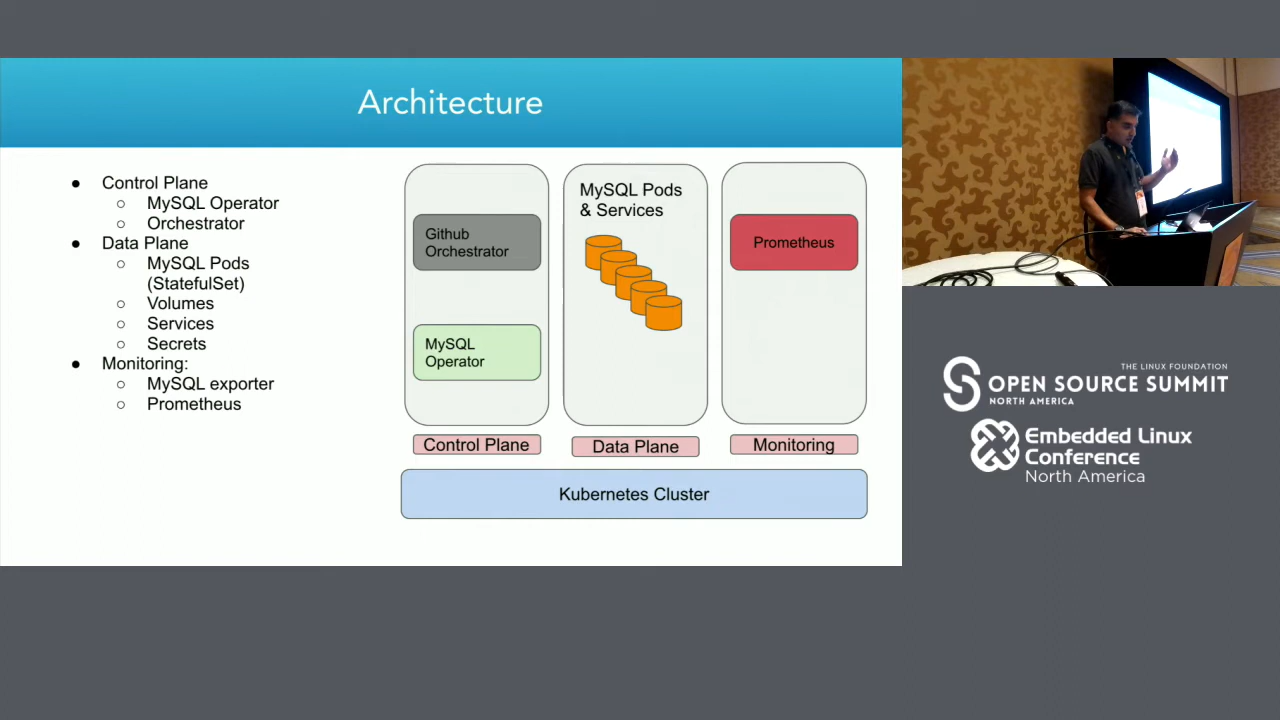 Architecture
● Control Plane
○ MySQL Operator
○ Orchestrator
● Data Plane
○ MySQL Pods
(StatefulSet)
○ Volumes
○ Services
○ Secrets
● Monitoring:
○ MySQL exporter
○ Prometheus
Github
Orchestrator
MySQL
Operator
Control Plane
MySQL Pods
& Services
Data Plane
Prometheus
Monitoring
Kubernetes Cluster
THE LINUX FOUNDATION
OPEN SOURCE SUMMIT
NORTH AMERICA
Embedded Linux
Conference
North America